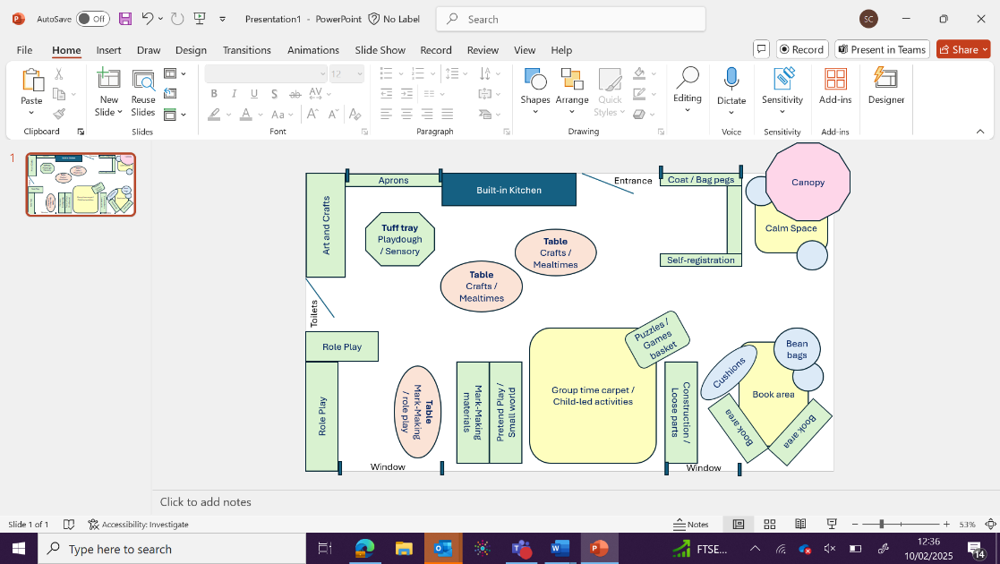 AutoSave
Off
Presentation1 - PowerPoint
No Label
Search
SC
File
Home
Insert
Draw
Design
Transitions
Animations
Slide Show
Record
Review
View
Help
Record
Present in Teams
Share
Paste
New
Slide
Reuse
Slides
12
B
I
U
S
ab
AV
A
Aa
A
A
A
Shapes
Arrange
Quick
Styles
Editing
Dictate
Sensitivity
Add-ins
Designer
Clipboard
Slides
Font
Paragraph
Drawing
Voice
Sensitivity
Add-ins
1
Aprons
Built-in Kitchen
Entrance
Coat / Bag pegs
Canopy
Art and Crafts
Tuff tray
Playdough
/ Sensory
Table
Crafts /
Mealtimes
Table
Crafts /
Mealtimes
Calm Space
Self-registration
Toilets
Role Play
Puzzles /
Games
basket
Bean
bags
Cushions
Role Play
Table
Mark-Making
/ role play
Mark-Making
materials
Pretend Play /
Small world
Group time carpet /
Child-led activities
Construction /
Loose parts
Book area
Book area
Book area
Window
Window
Click to add notes
Slide 1 of 1
Accessibility: Investigate
Notes
53%
Type here to search
FTSE...
12:36
10/02/2025
14